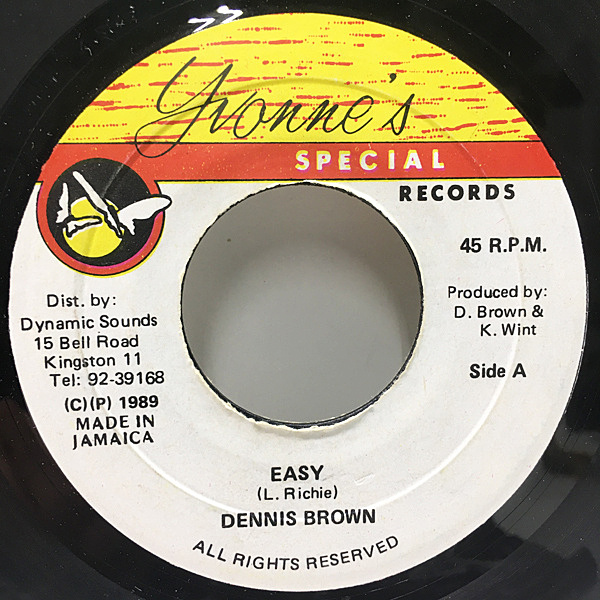 Yvonne's
SPECIAL
RECORDS
45 R.P.M.
Dist. by:
Dynamic Sounds
15 Bell Road
Kingston 11
Tel: 92-39168
(C)(P) 1989
MADE IN
JAMAICA
Produced by:
D. Brown &
K. Wint
Side A
EASY
(L. Richie)
DENNIS BROWN
ALL RIGHTS RESERVED